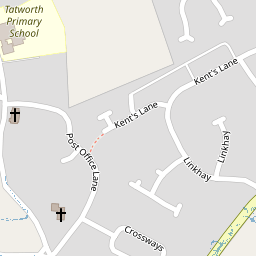 Tatworth
Primary
School
Kent's Lane
Kent's Lane
Post Office Lane
Linkhay
Linkhay
Crossways